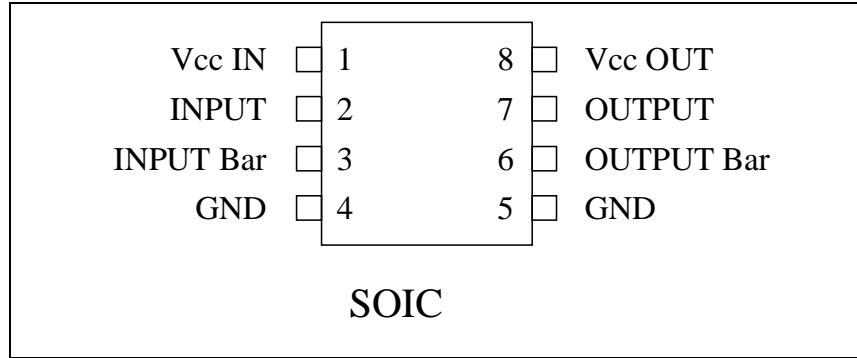 Vcc IN 1 8 Vcc OUT
INPUT 2 7 OUTPUT
INPUT Bar 3 6 OUTPUT Bar
GND 4 5 GND
SOIC